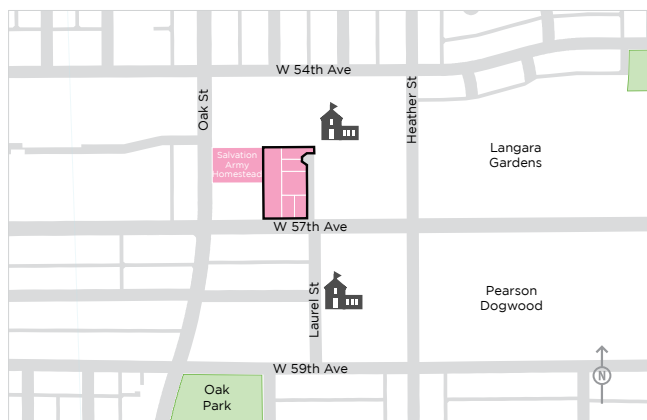 W 54th Ave
Oak St
Heather St
Salvation
Army
Homestead
Langara
Gardens
W 57th Ave
Laurel St
Pearson
Dogwood
W 59th Ave
Oak
Park
N